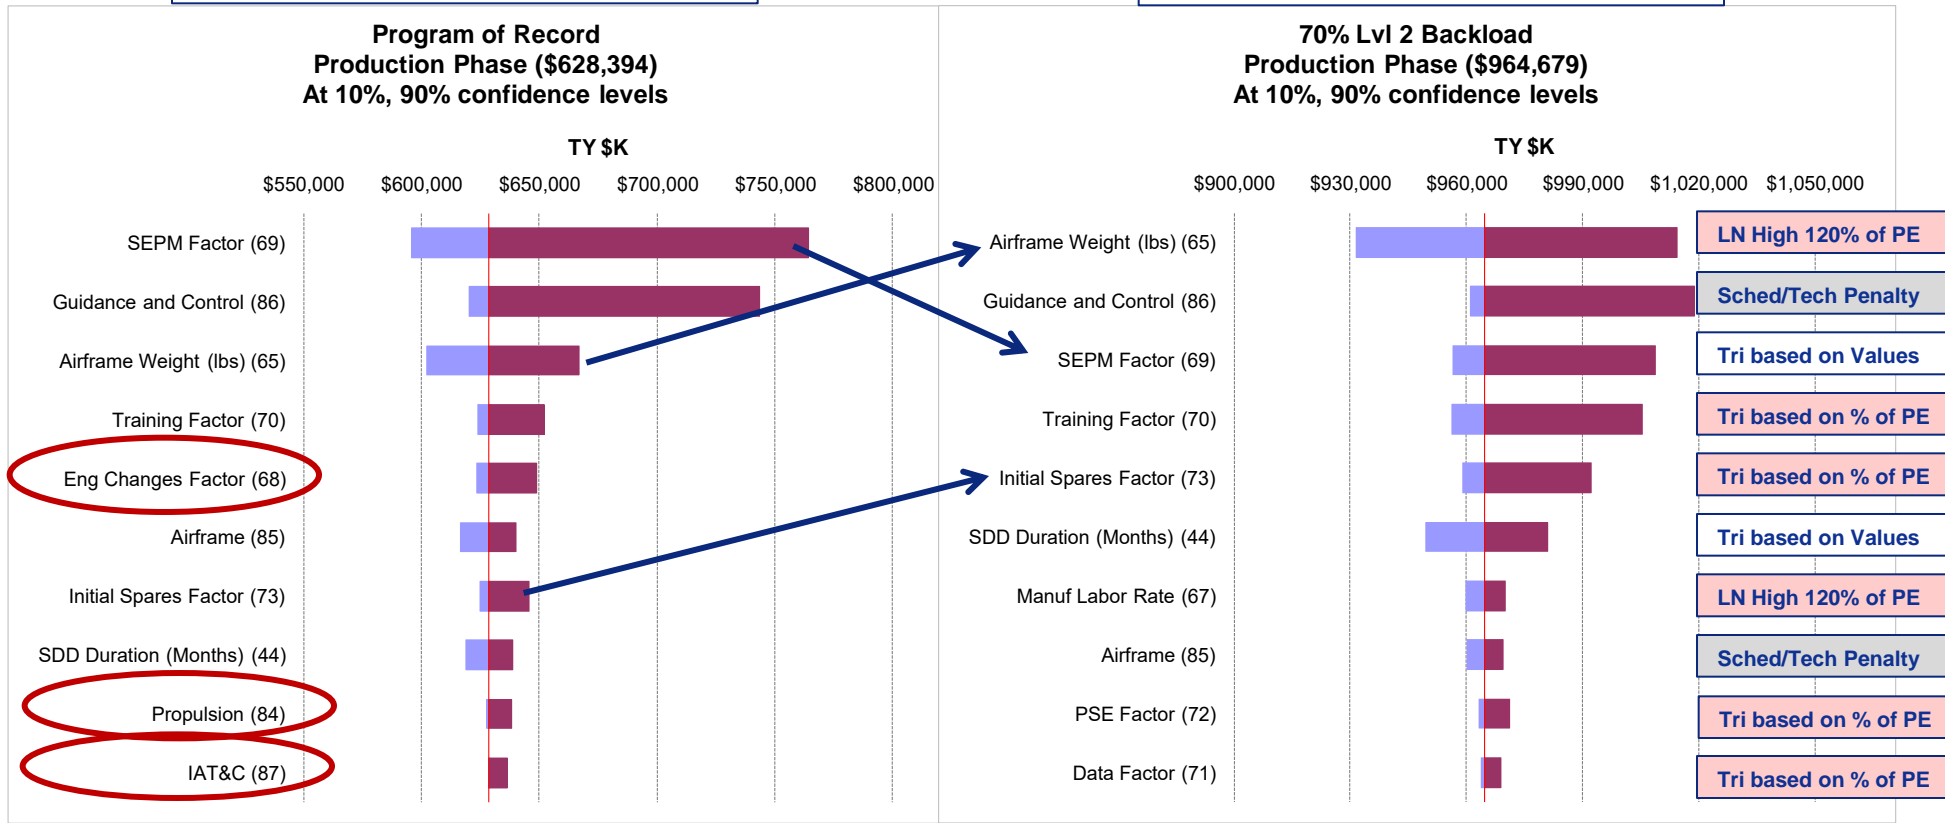 Program of Record
Production Phase ($628,394)
At 10%, 90% confidence levels
TY $K
$550,000 $600,000 $650,000 $700,000 $750,000 $800,000
SEPM Factor (69)
Guidance and Control (86)
Airframe Weight (lbs) (65)
Training Factor (70)
Eng Changes Factor (68)
Airframe (85)
Initial Spares Factor (73)
SDD Duration (Months) (44)
Propulsion (84)
IAT&C (87)
70% Lvl 2 Backload
Production Phase ($964,679)
At 10%, 90% confidence levels
TY $K
$900,000 $930,000 $960,000 $990,000 $1,020,000 $1,050,000
Airframe Weight (lbs) (65)
Guidance and Control (86)
SEPM Factor (69)
Training Factor (70)
Initial Spares Factor (73)
SDD Duration (Months) (44)
Manuf Labor Rate (67)
Airframe (85)
PSE Factor (72)
Data Factor (71)
LN High 120% of PE
Sched/Tech Penalty
Tri based on Values
Tri based on % of PE
Tri based on % of PE
Tri based on Values
LN High 120% of PE
Sched/Tech Penalty
Tri based on % of PE
Tri based on % of PE